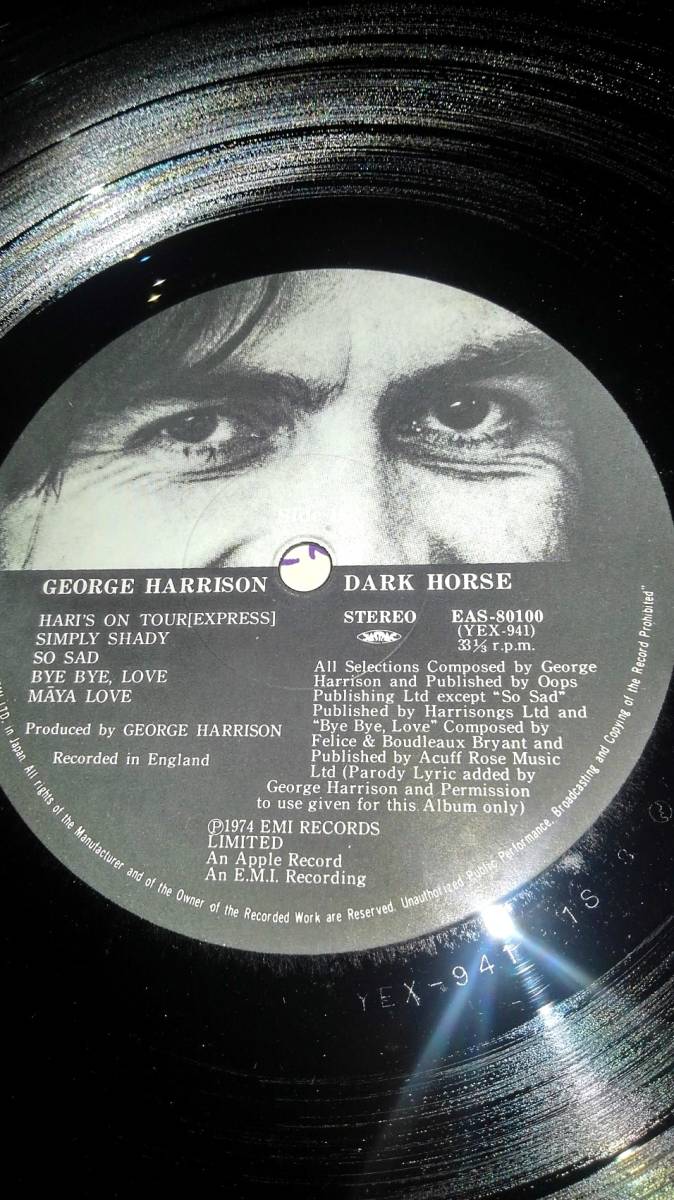 GEORGE HARRISON DARK HORSE
HARI'S ON TOUR[EXPRESS]
SIMPLY SHADY
SO SAD
BYE BYE, LOVE
MĀYA LOVE
Produced by GEORGE HARRISON
Recorded in England
STEREO EAS-80100
(YEX-941)
33⅓ r.p.m.
All Selections Composed by George
Harrison and Published by Oops
Publishing Ltd except "So Sad"
Published by Harrisongs Ltd and
"Bye Bye, Love" Composed by
Felice & Boudleaux Bryant and
Published by Acuff Rose Music
Ltd (Parody Lyric added by
George Harrison and Permission
to use given for this Album only)
Ⓟ1974 EMI RECORDS
LIMITED
An Apple Record
An E.M.I. Recording
LTD. in Japan. All rights of the Manufacturer and of the Owner of the Recorded Work are Reserved. Unauthorized Public Performance, Broadcasting and Copying of the Record Prohibited"
YEX-941 1S